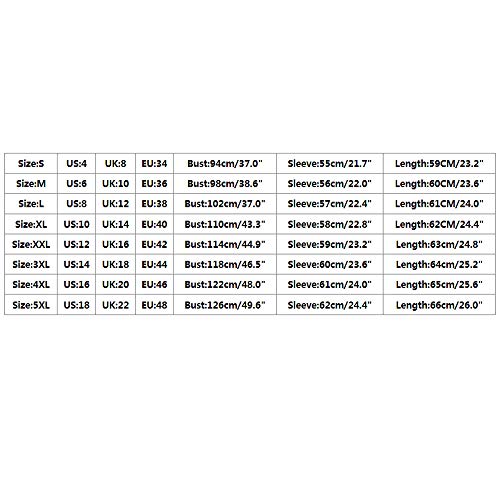 Size:S US:4 UK:8 EU:34 Bust:94cm/37.0" Sleeve:55cm/21.7" Length:59CM/23.2"
Size:M US:6 UK:10 EU:36 Bust:98cm/38.6" Sleeve:56cm/22.0" Length:60CM/23.6"
Size:L US:8 UK:12 EU:38 Bust:102cm/37.0" Sleeve:57cm/22.4" Length:61CM/24.0"
Size:XL US:10 UK:14 EU:40 Bust:110cm/43.3" Sleeve:58cm/22.8" Length:62CM/24.4"
Size:XXL US:12 UK:16 EU:42 Bust:114cm/44.9" Sleeve:59cm/23.2" Length:63cm/24.8"
Size:3XL US:14 UK:18 EU:44 Bust:118cm/46.5" Sleeve:60cm/23.6" Length:64cm/25.2"
Size:4XL US:16 UK:20 EU:46 Bust:122cm/48.0" Sleeve:61cm/24.0" Length:65cm/25.6"
Size:5XL US:18 UK:22 EU:48 Bust:126cm/49.6" Sleeve:62cm/24.4" Length:66cm/26.0"